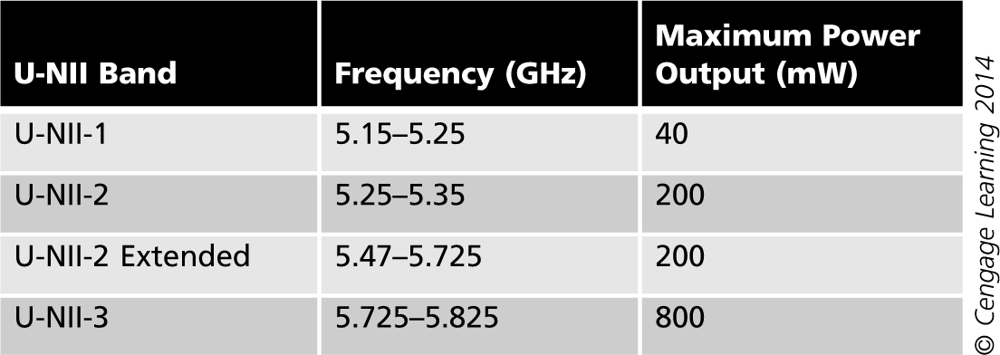 U-NII Band Frequency (GHz) Maximum Power Output (mW)
U-NII-1 5.15–5.25 40
U-NII-2 5.25–5.35 200
U-NII-2 Extended 5.47–5.725 200
U-NII-3 5.725–5.825 800
© Cengage Learning 2014